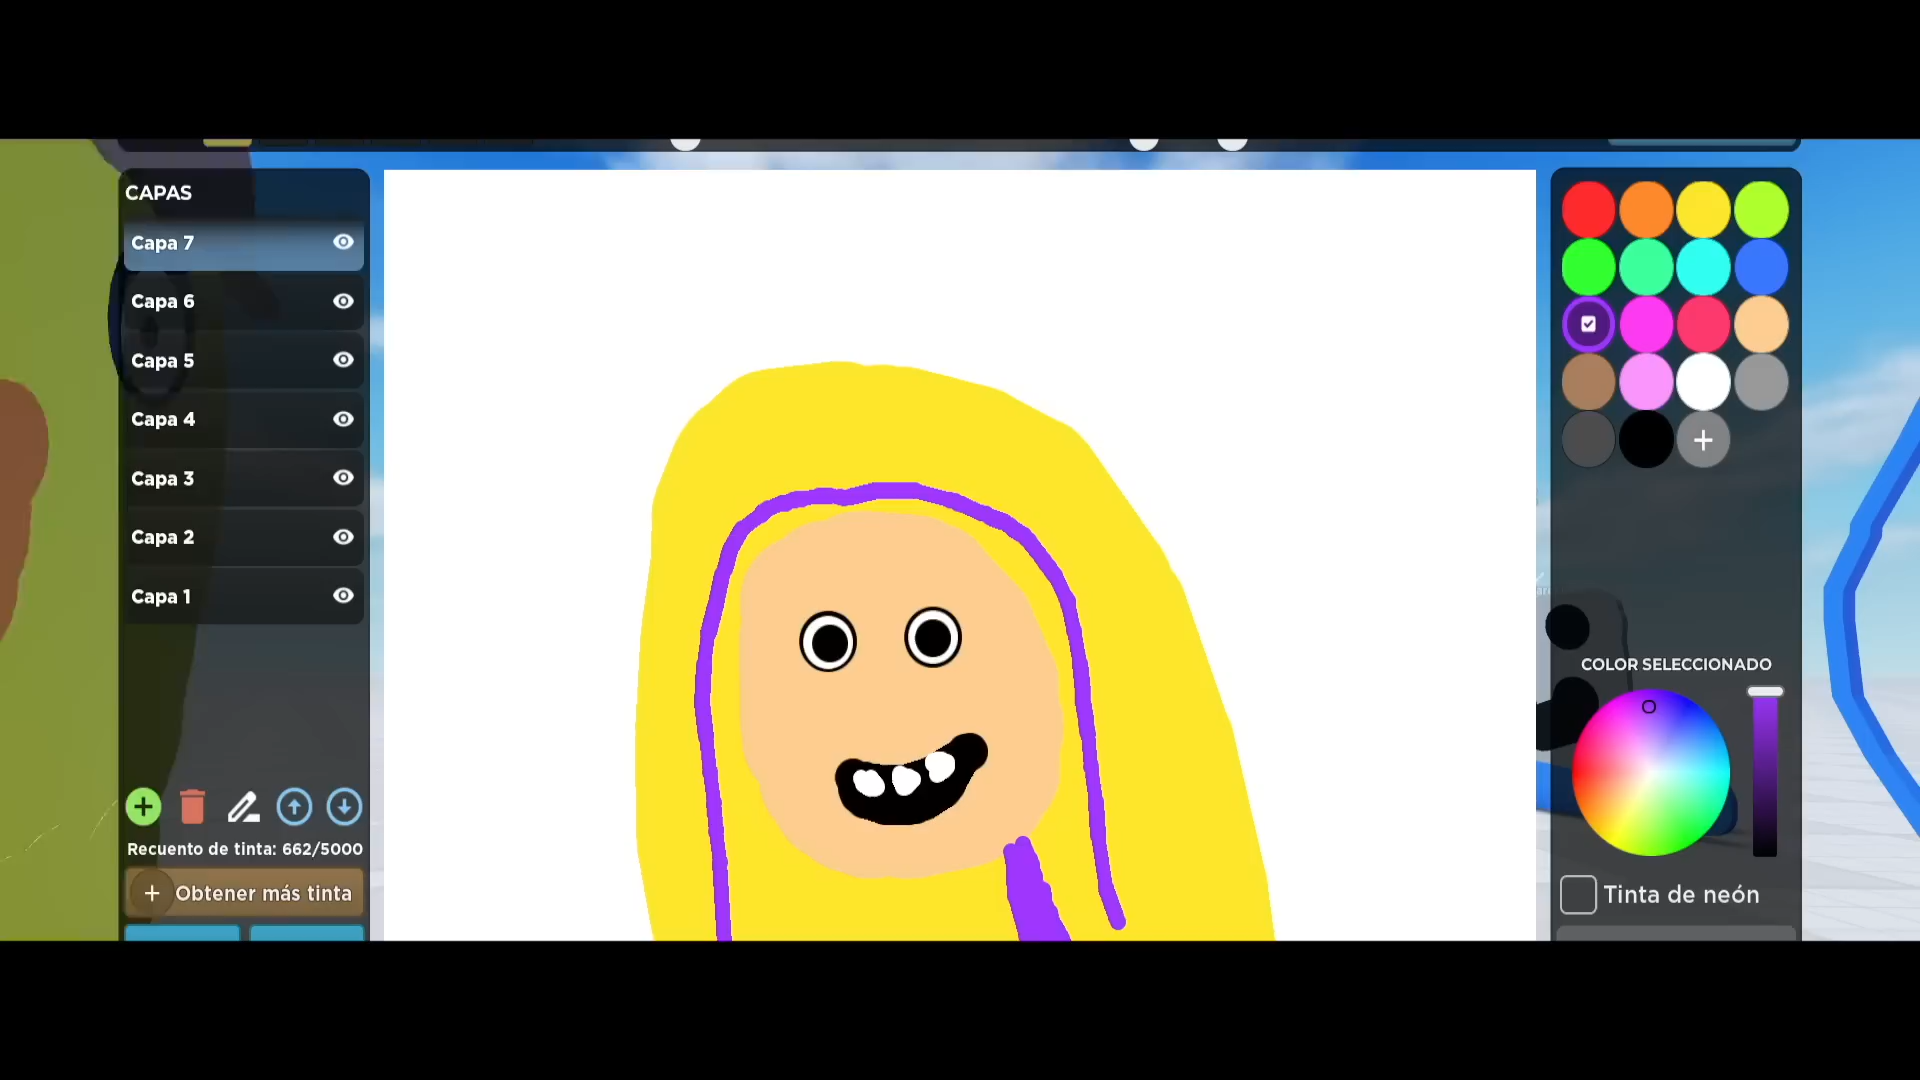 CAPAS
Capa 7
Capa 6
Capa 5
Capa 4
Capa 3
Capa 2
Capa 1
Recuento de tinta: 662/5000
+ Obtener más tinta
COLOR SELECCIONADO
Tinta de neón